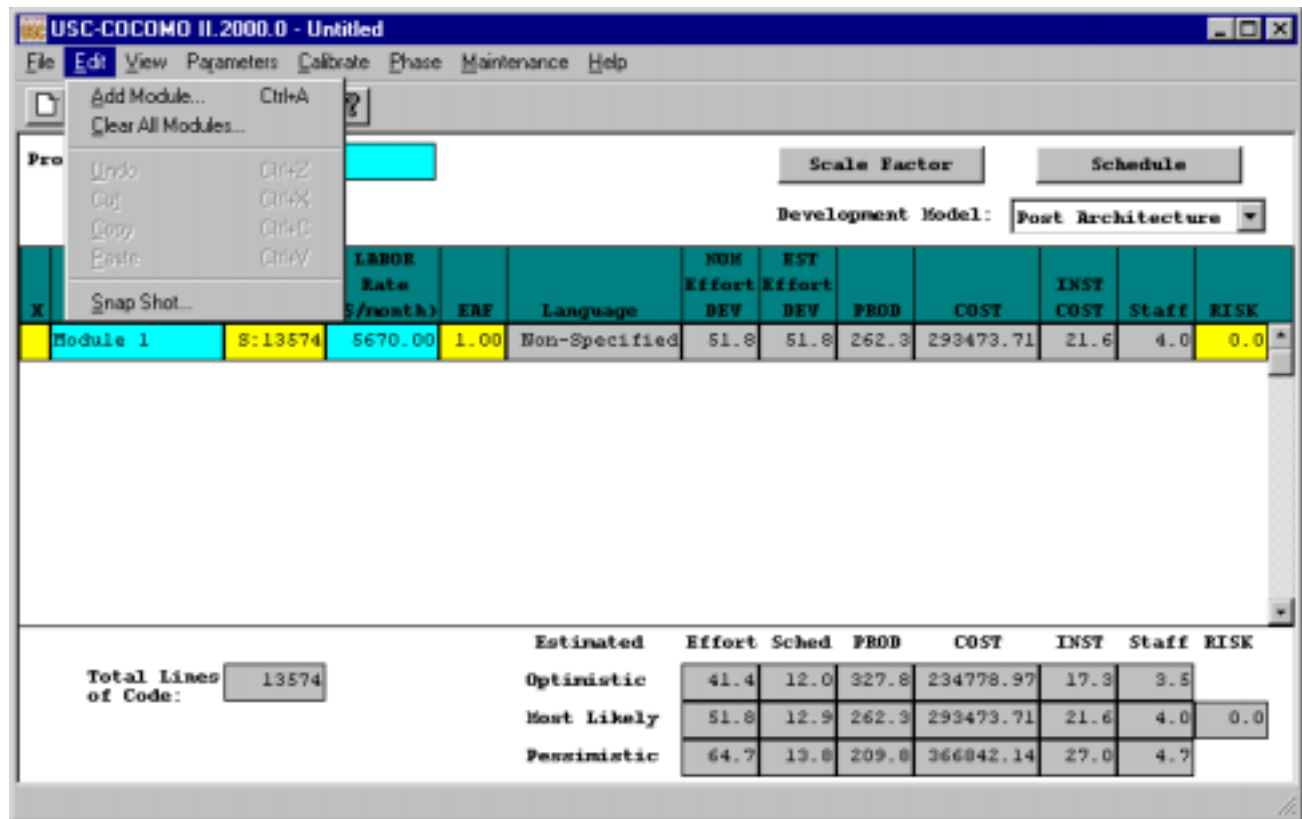 USC-COCOMO II.2000.0 - Untitled
File Edit View Parameters Calibrate Phase Maintenance Help
Add Module... Ctrl+A
Clear All Modules...
Undo Ctrl+Z
Cut Ctrl+X
Copy Ctrl+C
Paste Ctrl+V
Snap Shot...
Pro
Scale Factor Schedule
Development Model: Post Architecture
X LABOR Rate $/month) EAF Language NOM Effort DEV EST Effort DEV PROD COST INST COST Staff RISK
Module 1 S:13574 5670.00 1.00 Non-Specified 51.8 51.8 262.3 293473.71 21.6 4.0 0.0
Estimated Effort Sched PROD COST INST Staff RISK
Total Lines of Code: 13574
Optimistic 41.4 12.0 327.8 234778.97 17.3 3.5
Most Likely 51.8 12.9 262.3 293473.71 21.6 4.0 0.0
Pessimistic 64.7 13.8 209.8 366842.14 27.0 4.7